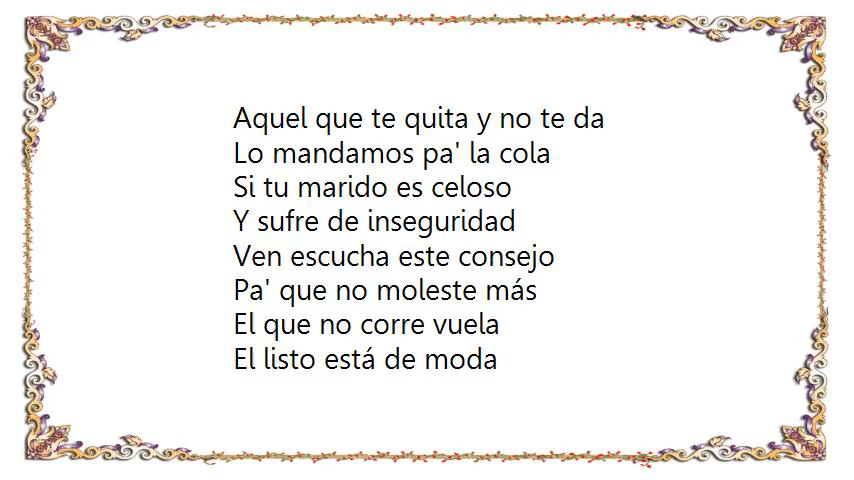 Aquel que te quita y no te da
Lo mandamos pa' la cola
Si tu marido es celoso
Y sufre de inseguridad
Ven escucha este consejo
Pa' que no moleste más
El que no corre vuela
El listo está de moda